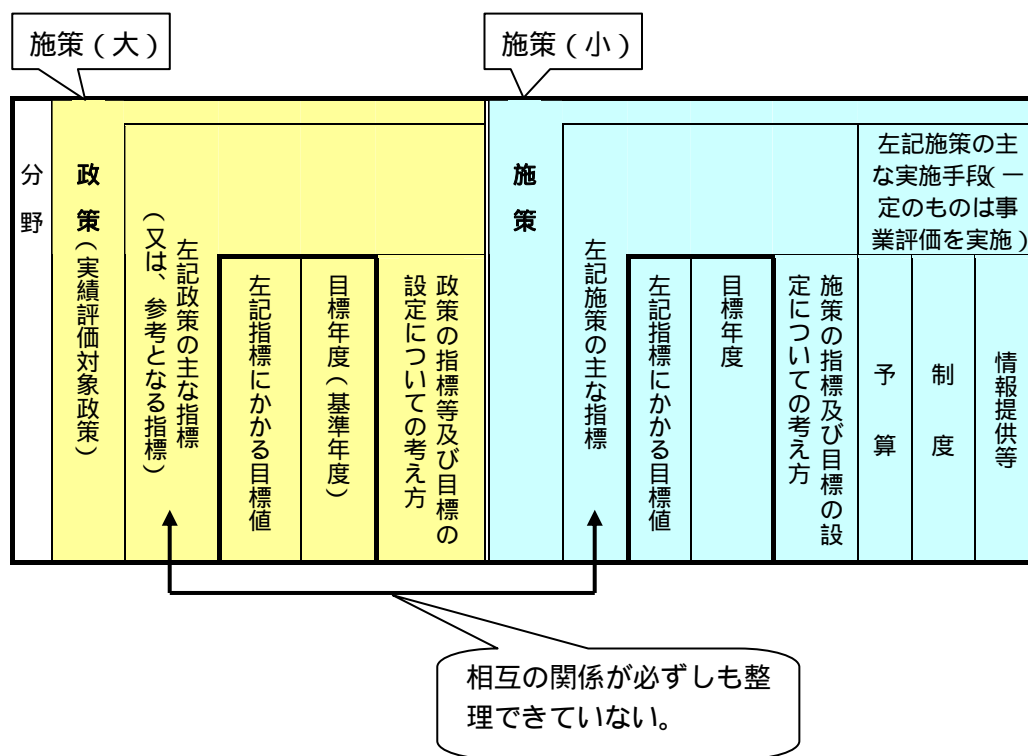 施策（大）
施策（小）
分野
政策（実績評価対象政策）
左記政策の主な指標
（又は、参考となる指標）
左記指標にかかる目標値
目標年度（基準年度）
政策の指標等及び目標の
設定についての考え方
施策
左記施策の主な指標
左記指標にかかる目標値
目標年度
施策の指標及び目標の設
定についての考え方
左記施策の主
な実施手段（一
定のものは事
業評価を実施）
予算
制度
情報提供等
相互の関係が必ずしも整
理できていない。